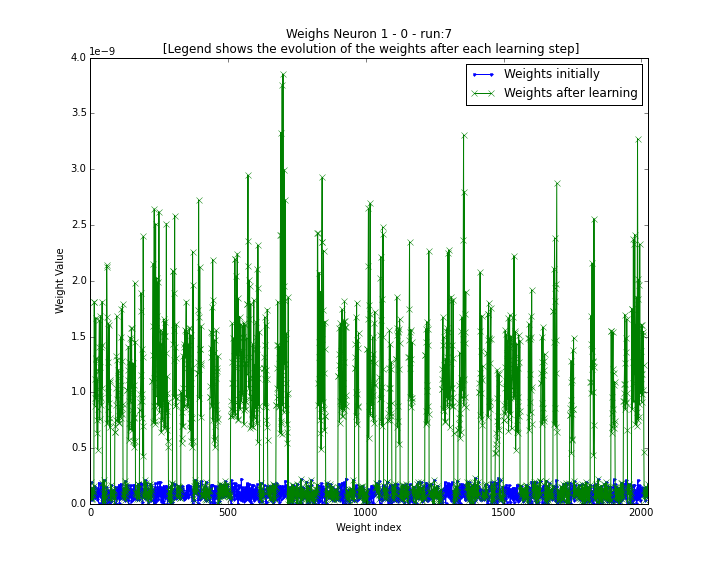 Weighs Neuron 1 - 0 - run:7
[Legend shows the evolution of the weights after each learning step]
1e−9
Weights initially
Weights after learning
4.0
3.5
3.0
2.5
2.0
1.5
1.0
0.5
0.0
Weight Value
0 500 1000 1500 2000
Weight index